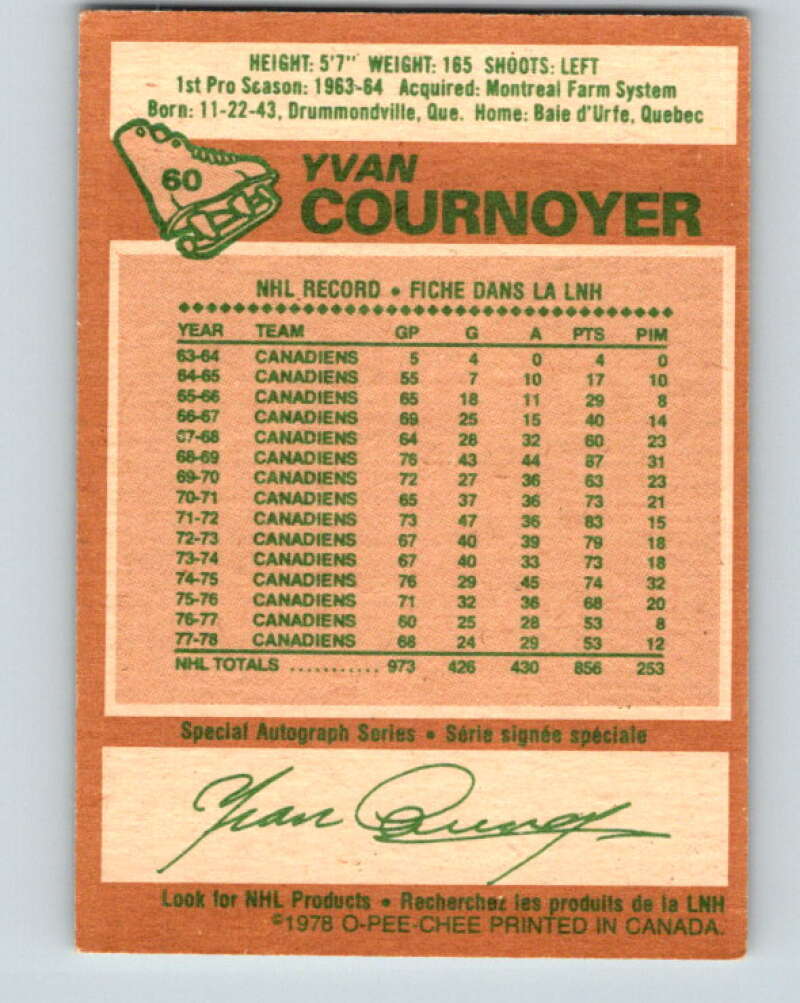 HEIGHT: 5'7" WEIGHT: 165 SHOOTS: LEFT
1st Pro Season: 1963-64 Acquired: Montreal Farm System
Born: 11-22-43, Drummondville, Que. Home: Baie d'Urfe, Quebec
60
YVAN
COURNOYER
NHL RECORD • FICHE DANS LA LNH
YEAR TEAM GP G A PTS PIM
63-64 CANADIENS 5 4 0 4 0
64-65 CANADIENS 55 7 10 17 10
65-66 CANADIENS 65 18 11 29 8
66-67 CANADIENS 69 25 15 40 14
67-68 CANADIENS 64 28 32 60 23
68-69 CANADIENS 76 43 44 87 31
69-70 CANADIENS 72 27 36 63 23
70-71 CANADIENS 65 37 36 73 21
71-72 CANADIENS 73 47 36 83 15
72-73 CANADIENS 67 40 39 79 18
73-74 CANADIENS 67 40 33 73 18
74-75 CANADIENS 76 29 45 74 32
75-76 CANADIENS 71 32 36 68 20
76-77 CANADIENS 60 25 28 53 8
77-78 CANADIENS 68 24 29 53 12
NHL TOTALS ........... 973 426 430 856 253
Special Autograph Series • Série signée spéciale
Yvan Cournoyer
Look for NHL Products • Recherchez les produits de la LNH
©1978 O-PEE-CHEE PRINTED IN CANADA.